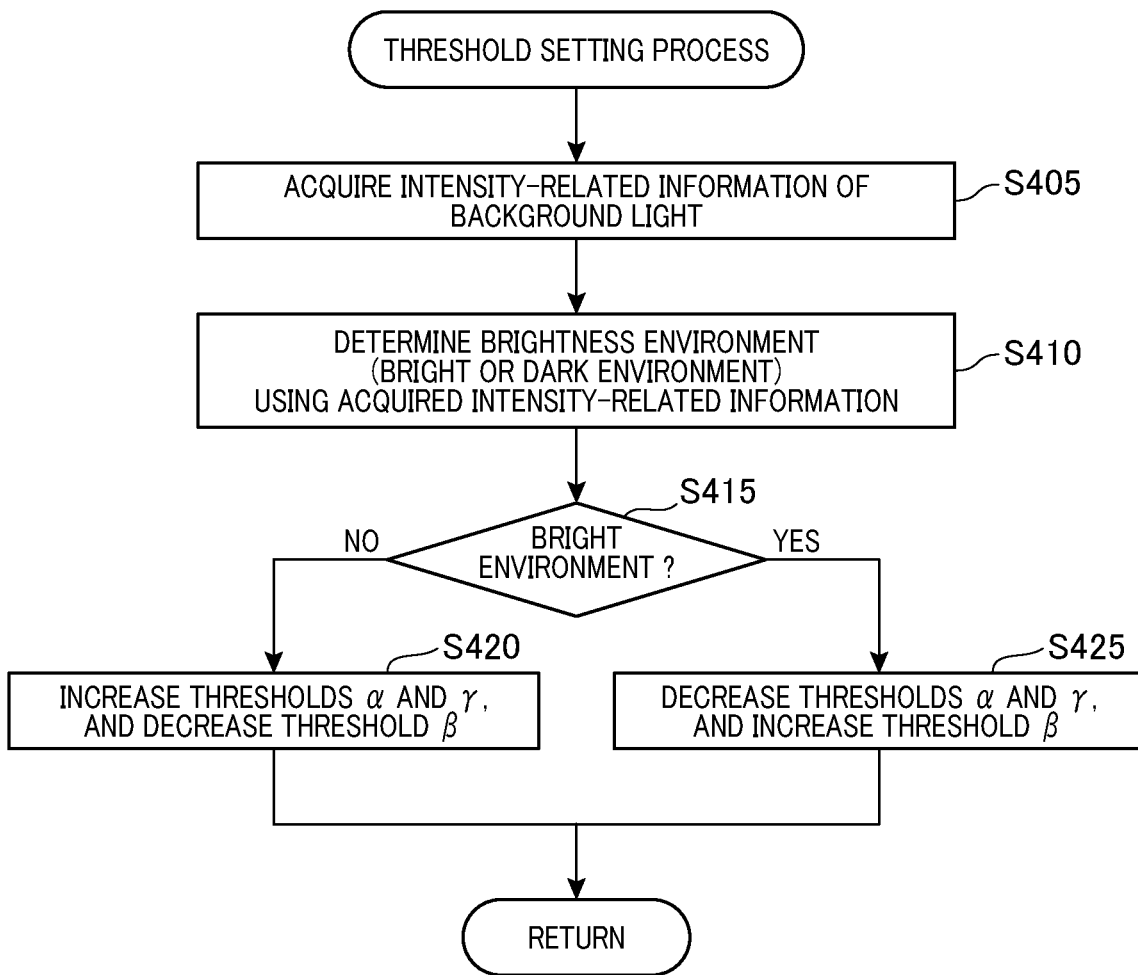 THRESHOLD SETTING PROCESS
ACQUIRE INTENSITY-RELATED INFORMATION OF
BACKGROUND LIGHT
S405
DETERMINE BRIGHTNESS ENVIRONMENT
(BRIGHT OR DARK ENVIRONMENT)
USING ACQUIRED INTENSITY-RELATED INFORMATION
S410
S415
BRIGHT
ENVIRONMENT ?
NO
YES
S420
INCREASE THRESHOLDS α AND γ,
AND DECREASE THRESHOLD β
S425
DECREASE THRESHOLDS α AND γ,
AND INCREASE THRESHOLD β
RETURN